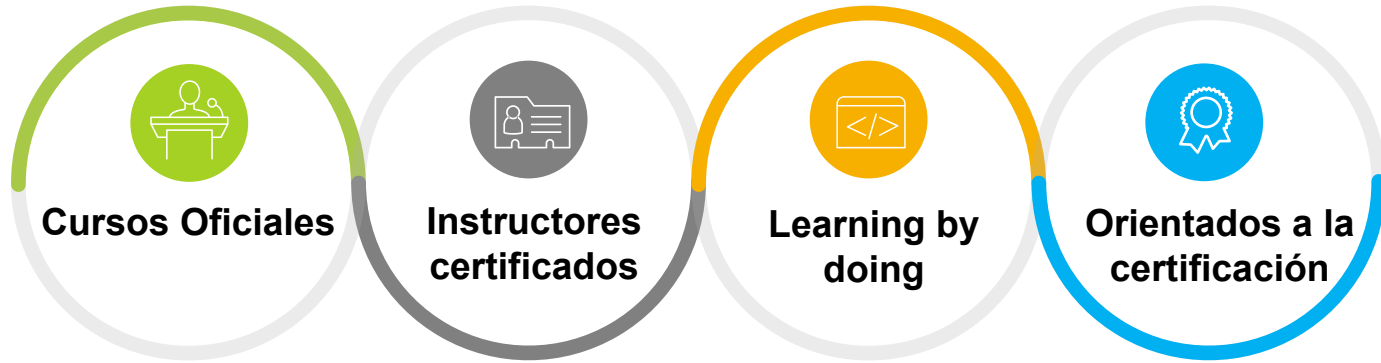 Cursos Oficiales
Instructores
certificados
</>
Learning by
doing
Orientados a la
certificación